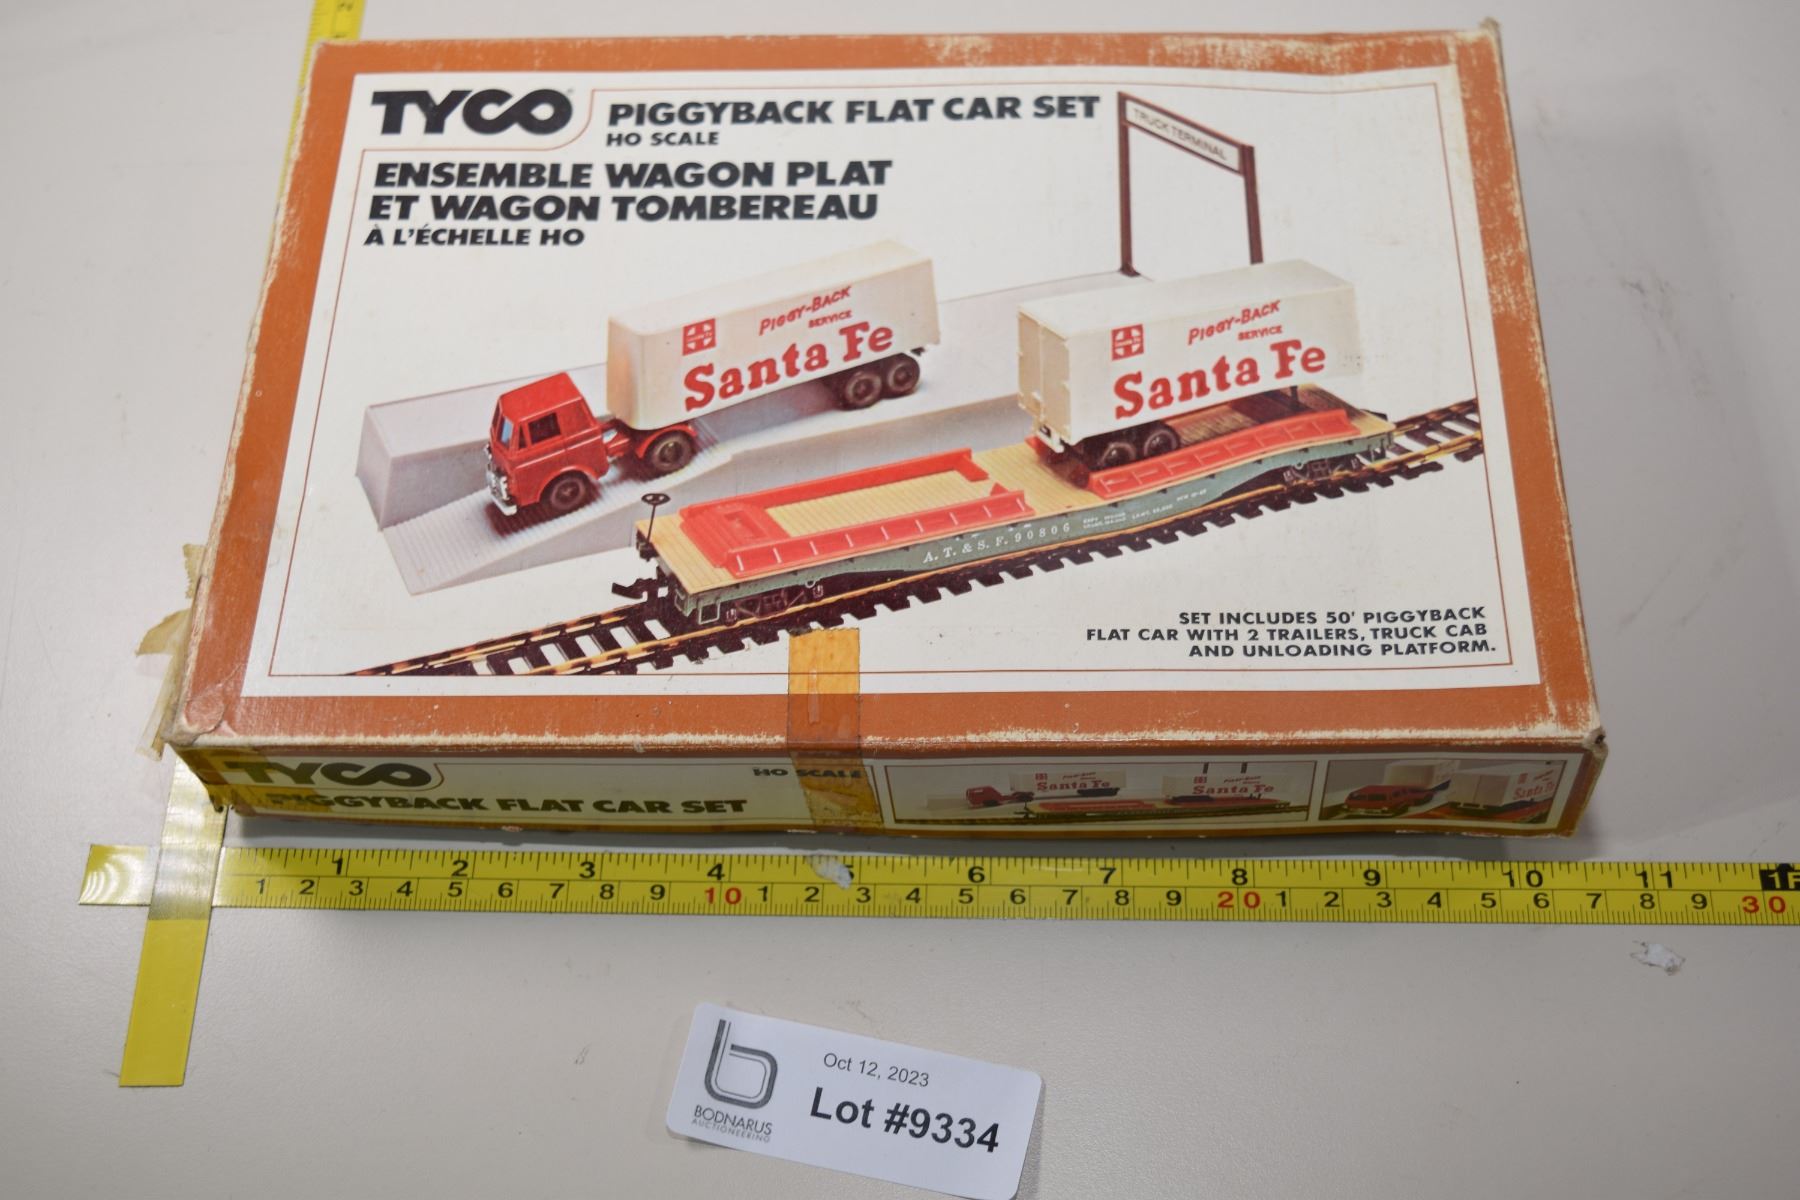 TYCO
PIGGYBACK FLAT CAR SET
HO SCALE
ENSEMBLE WAGON PLAT
ET WAGON TOMBEREAU
À L'ÉCHELLE HO
TRUCK TERMINAL
PIGGY-BACK
SERVICE
Santa Fe
PIGGY-BACK
SERVICE
Santa Fe
A.T. & S.F. 90806
SET INCLUDES 50' PIGGYBACK
FLAT CAR WITH 2 TRAILERS, TRUCK CAB
AND UNLOADING PLATFORM.
TYCO
HO SCALE
PIGGYBACK FLAT CAR SET
Santa Fe
Santa Fe
Santa Fe
1 2 3 4 5 6 7 8 9 10 11 1F
1 2 3 4 5 6 7 8 9 10 1 2 3 4 5 6 7 8 9 20 1 2 3 4 5 6 7 8 9 30
Oct 12, 2023
Lot #9334
BODNARUS
AUCTIONEERING